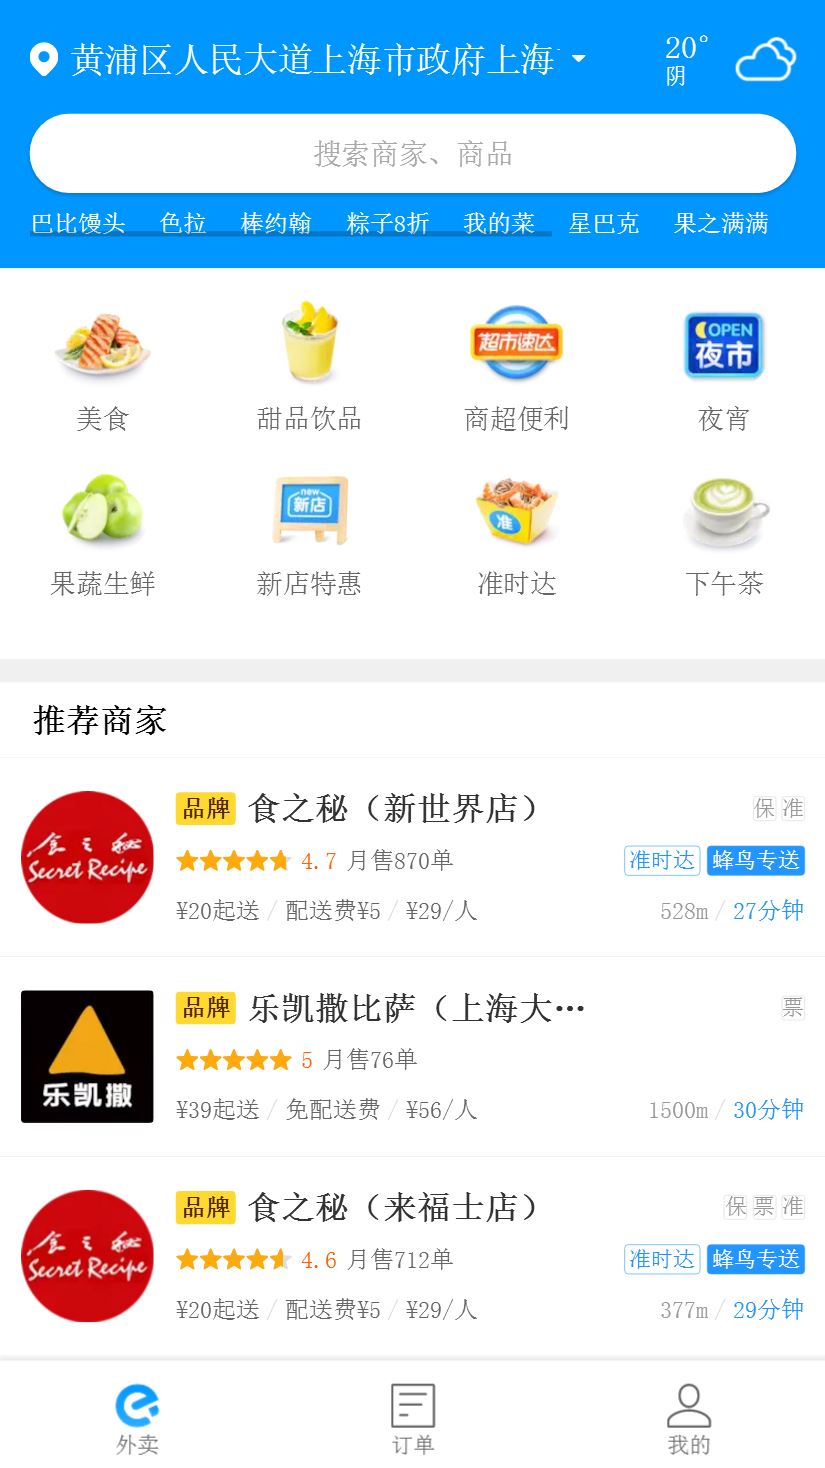 黄浦区人民大道上海市政府上海
20°
阴
搜索商家、商品
巴比馒头 色拉 棒约翰 粽子8折 我的菜 星巴克 果之满满
超市速达
OPEN
夜市
美食 甜品饮品 商超便利 夜宵
new
新店
准
果蔬生鲜 新店特惠 准时达 下午茶
推荐商家
食之秘
Secret Recipe
品牌 食之秘（新世界店） 保 准
4.7 月售870单 准时达 蜂鸟专送
¥20起送 / 配送费¥5 / ¥29/人 528m / 27分钟
乐凯撒
品牌 乐凯撒比萨（上海大… 票
5 月售76单
¥39起送 / 免配送费 / ¥56/人 1500m / 30分钟
食之秘
Secret Recipe
品牌 食之秘（来福士店） 保 票 准
4.6 月售712单 准时达 蜂鸟专送
¥20起送 / 配送费¥5 / ¥29/人 377m / 29分钟
外卖 订单 我的